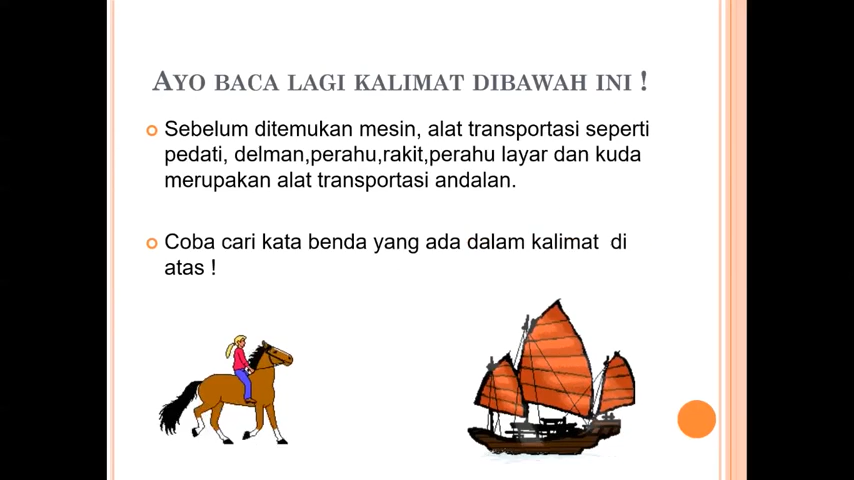 AYO BACA LAGI KALIMAT DIBAWAH INI !
Sebelum ditemukan mesin, alat transportasi seperti
pedati, delman,perahu,rakit,perahu layar dan kuda
merupakan alat transportasi andalan.
Coba cari kata benda yang ada dalam kalimat di
atas !